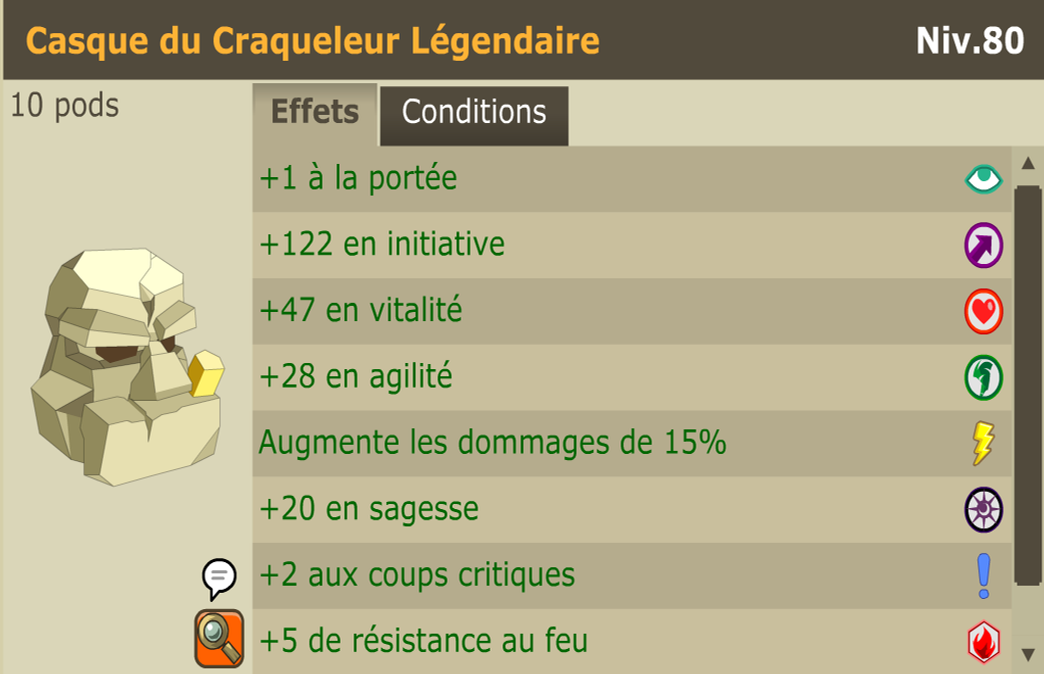 Casque du Craqueleur Légendaire
Niv.80
10 pods
Effets
Conditions
+1 à la portée
+122 en initiative
+47 en vitalité
+28 en agilité
Augmente les dommages de 15%
+20 en sagesse
+2 aux coups critiques
+5 de résistance au feu